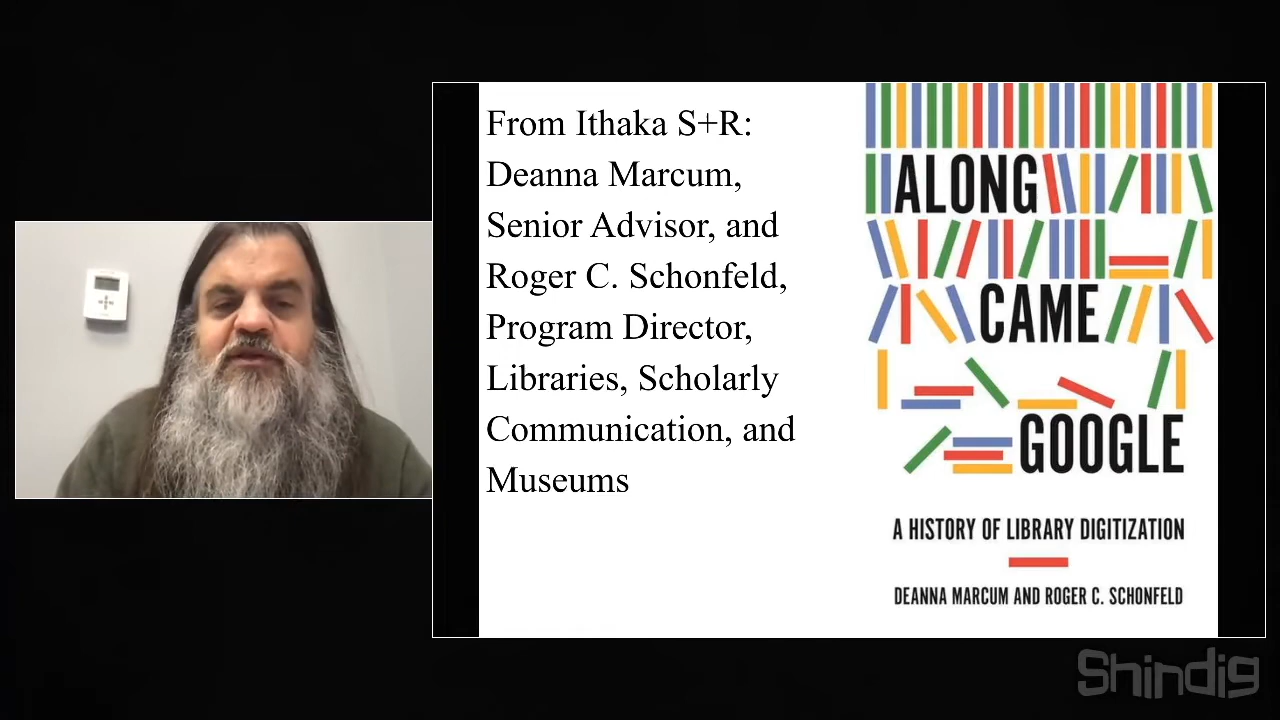 From Ithaka S+R:
Deanna Marcum,
Senior Advisor, and
Roger C. Schonfeld,
Program Director,
Libraries, Scholarly
Communication, and
Museums
ALONG
CAME
GOOGLE
A HISTORY OF LIBRARY DIGITIZATION
DEANNA MARCUM AND ROGER C. SCHONFELD
Shindig